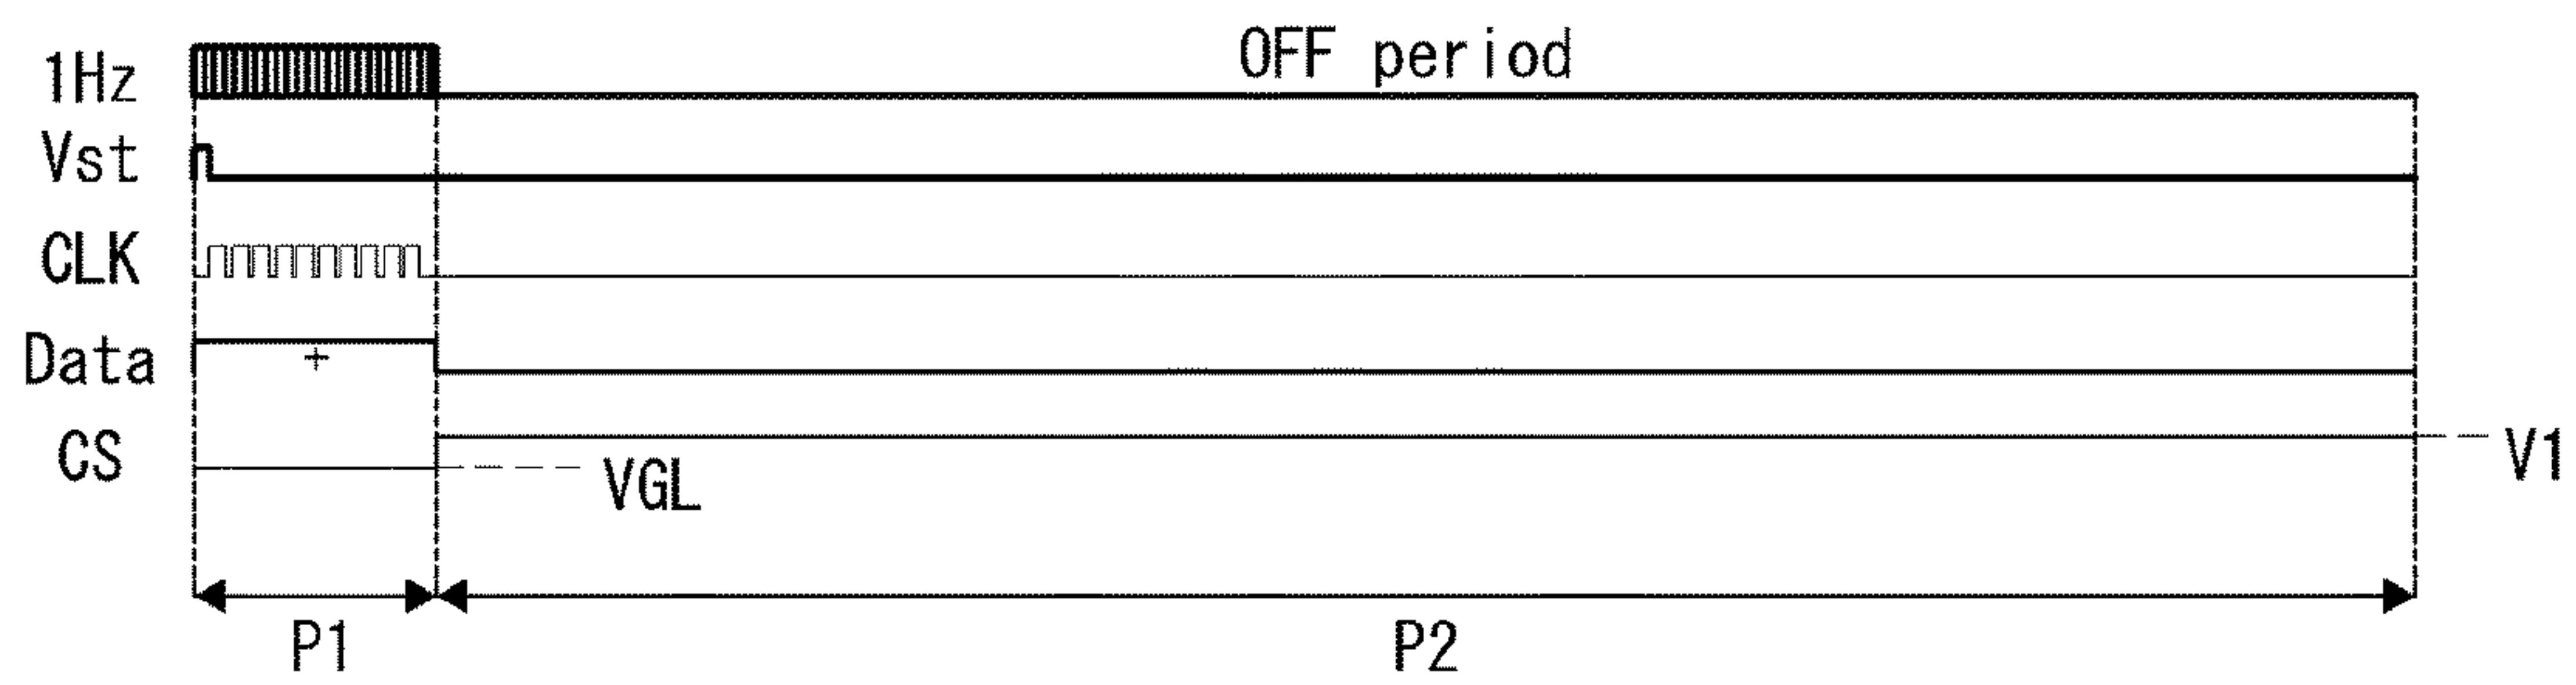 OFF period
1Hz
Vst
CLK
Data
+
CS
V1
VGL
P1
P2